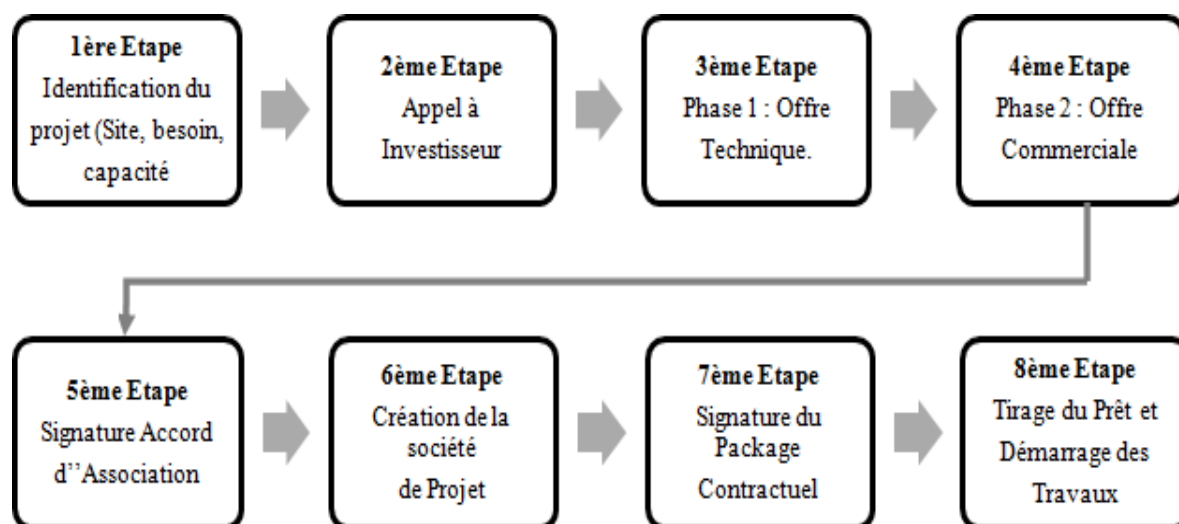 1ère Etape
Identification du
projet (Site, besoin,
capacité
2ème Etape
Appel à
Investisseur
3ème Etape
Phase 1 : Offre
Technique.
4ème Etape
Phase 2 : Offre
Commerciale
5ème Etape
Signature Accord
d’’Association
6ème Etape
Création de la
société
de Projet
7ème Etape
Signature du
Package
Contractuel
8ème Etape
Tirage du Prêt et
Démarrage des
Travaux